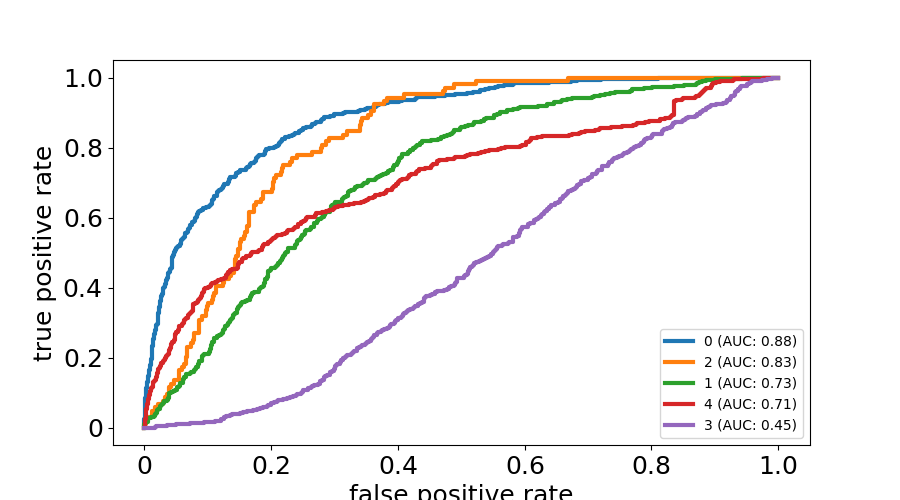 1.0
0.8
0.6
0.4
0.2
0
true positive rate
0 (AUC: 0.88)
2 (AUC: 0.83)
1 (AUC: 0.73)
4 (AUC: 0.71)
3 (AUC: 0.45)
0 0.2 0.4 0.6 0.8 1.0
false positive rate